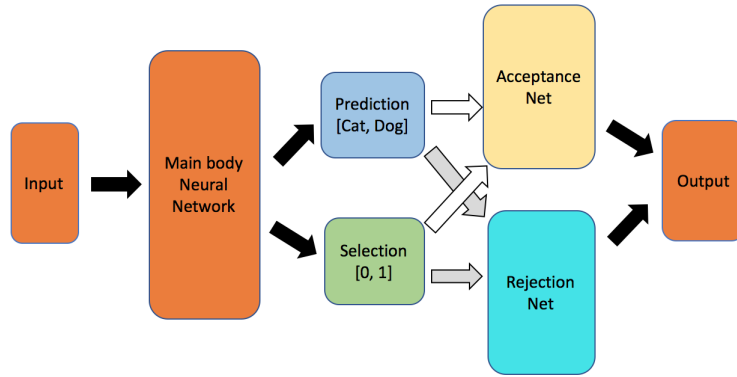 Input
Main body
Neural
Network
Prediction
[Cat, Dog]
Selection
[0, 1]
Acceptance
Net
Rejection
Net
Output